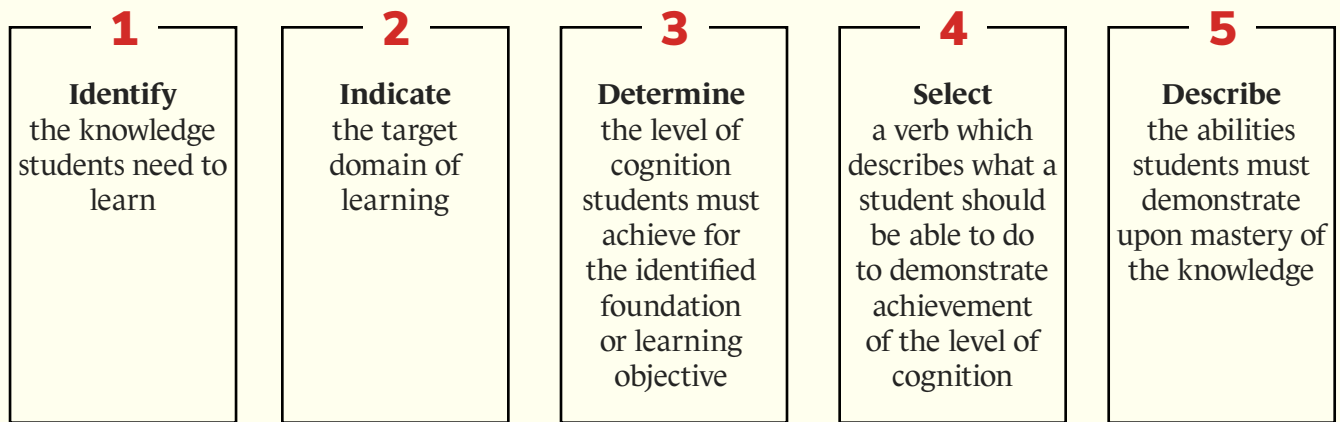 1
Identify
the knowledge
students need to
learn
2
Indicate
the target
domain of
learning
3
Determine
the level of
cognition
students must
achieve for
the identified
foundation
or learning
objective
4
Select
a verb which
describes what a
student should
be able to do
to demonstrate
achievement
of the level of
cognition
5
Describe
the abilities
students must
demonstrate
upon mastery of
the knowledge